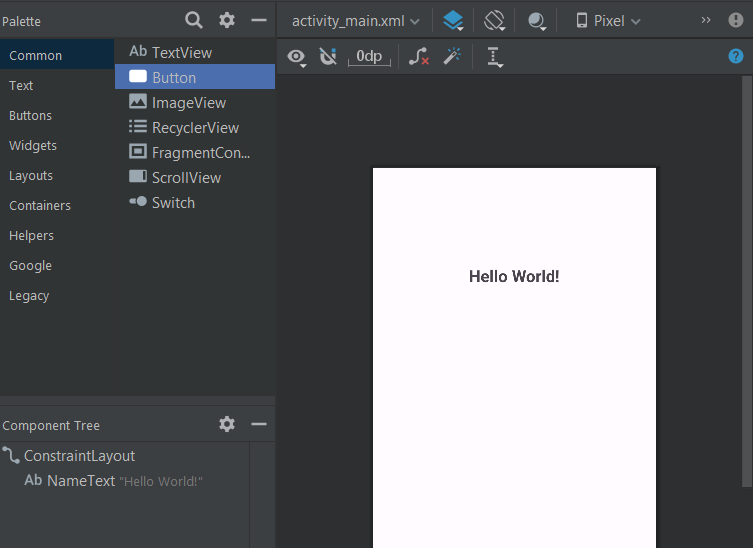 Palette
Common
Text
Buttons
Widgets
Layouts
Containers
Helpers
Google
Legacy
Ab TextView
Button
ImageView
RecyclerView
FragmentCon...
ScrollView
Switch
Component Tree
ConstraintLayout
Ab NameText "Hello World!"
activity_main.xml
Pixel
0dp
Hello World!